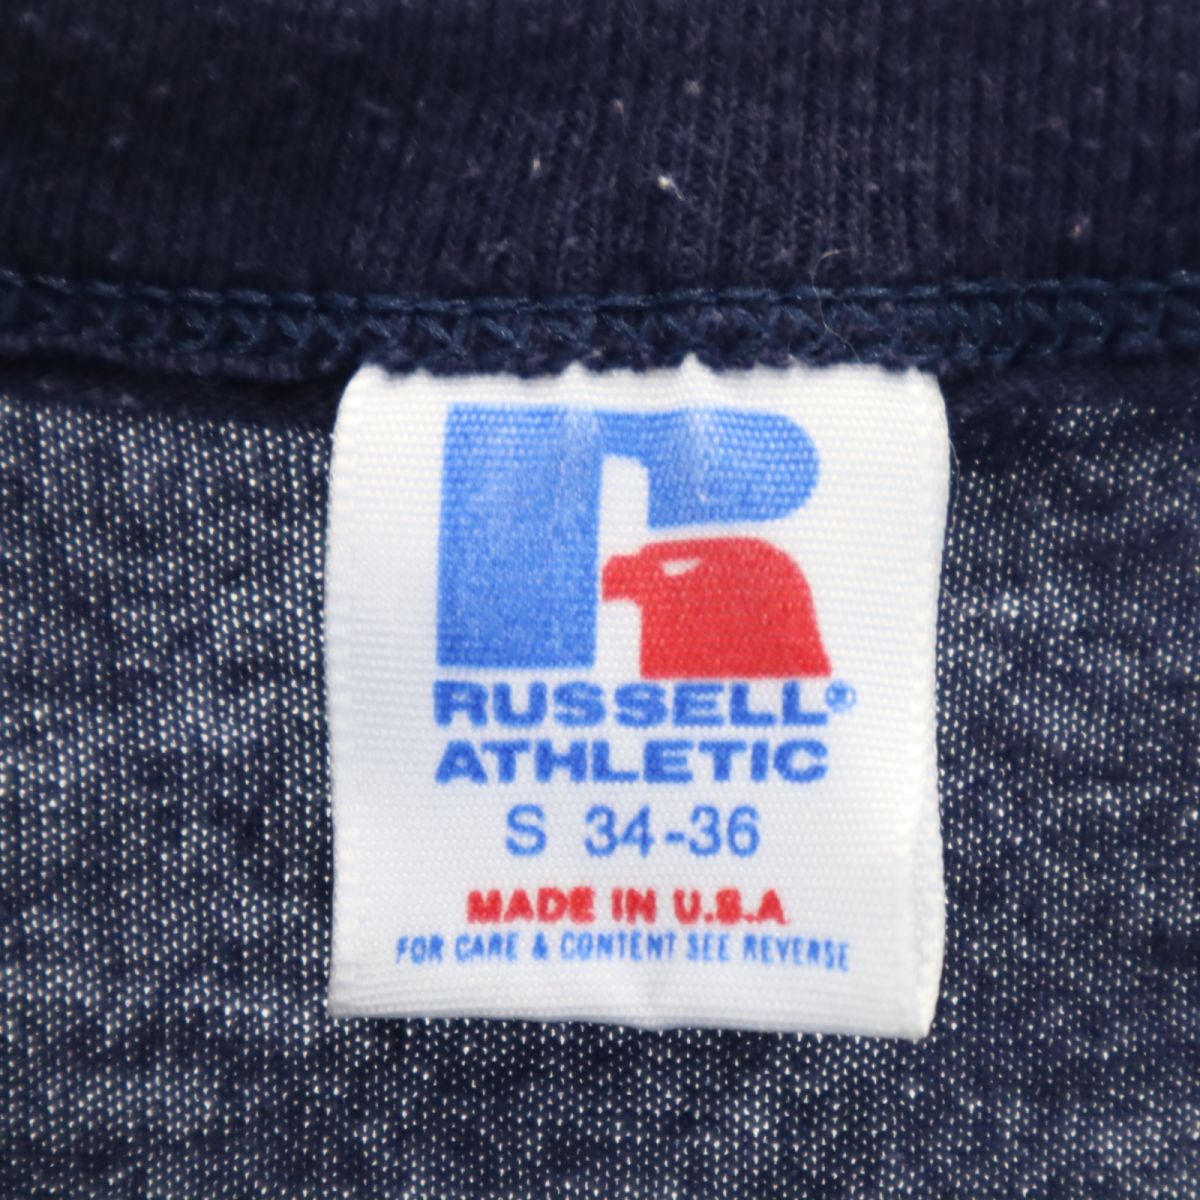 R
RUSSELL®
ATHLETIC
S 34-36
MADE IN U.S.A
FOR CARE & CONTENT SEE REVERSE